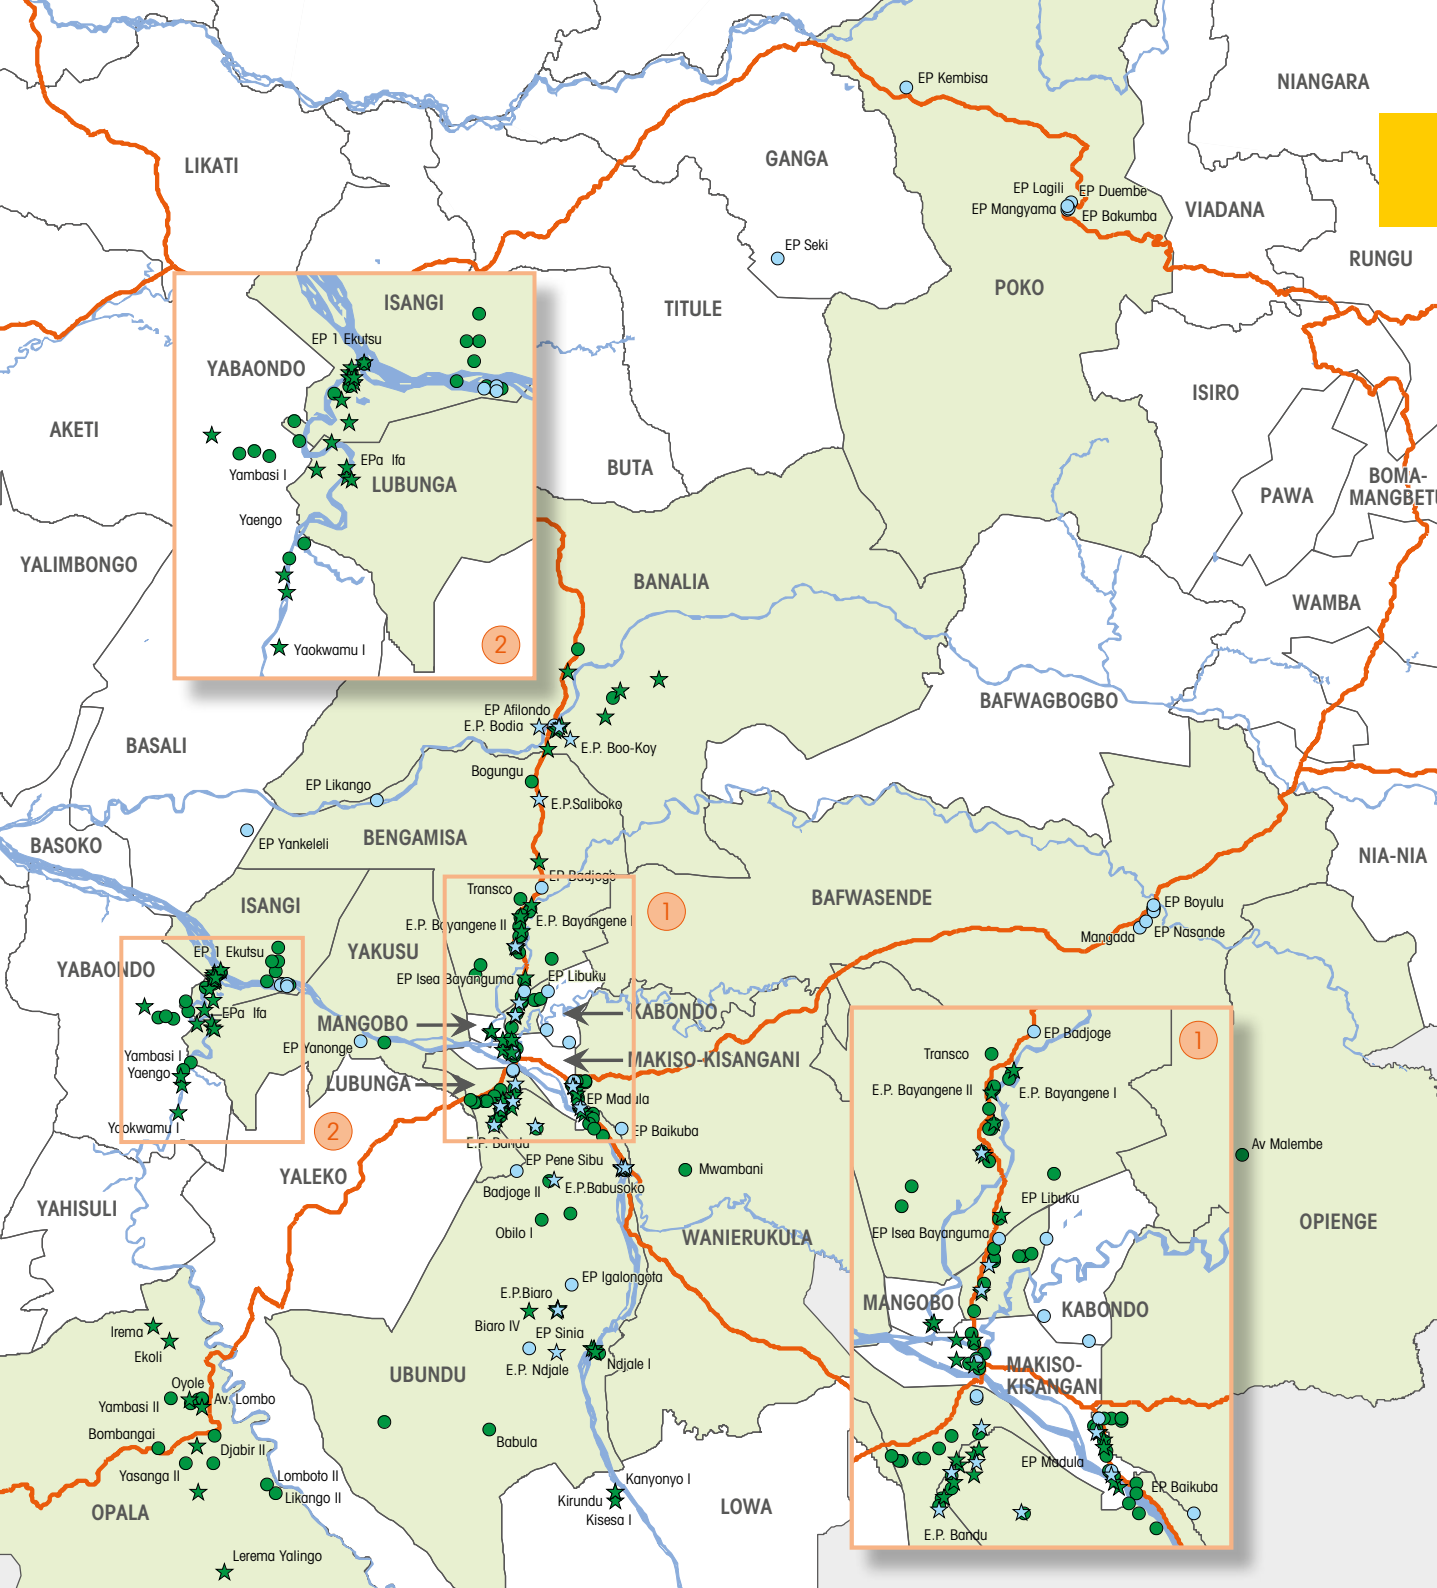 EP Kembisa
NIANGARA
LIKATI
GANGA
EP Lagili
EP Duembe
EP Mangyama
EP Bakumba
VIADANA
EP Seki
RUNGU
POKO
TITULE
ISANGI
EP 1 Ekutsu
YABAONDO
ISIRO
AKETI
EPa Ifa
Yambasi I
LUBUNGA
BUTA
BOMA-
MANGBETU
PAWA
Yaengo
YALIMBONGO
BANALIA
WAMBA
2
Yaokwamu I
BAFWAGBOGBO
EP Afilondo
E.P. Bodia
E.P. Boo-Koy
BASALI
Bogungu
EP Likango
E.P.Saliboko
BENGAMISA
EP Yankeleli
BASOKO
NIA-NIA
EP Badjoge
Transco
BAFWASENDE
EP Boyulu
ISANGI
1
E.P. Bayangene II
E.P. Bayangene I
EP Nasande
Mangada
EP 1 Ekutsu
YAKUSU
YABAONDO
EP Isea Bayanguma
EP Libuku
EPa Ifa
MANGOBO
KABONDO
EP Yanonge
1
EP Badjoge
Transco
Yambasi I
MAKISO-KISANGANI
Yaengo
LUBUNGA
EP Madula
E.P. Bayangene II
E.P. Bayangene I
Yaokwamu I
2
E.P. Bandu
EP Baikuba
Av Malembe
EP Pene Sibu
Mwambani
YALEKO
Badjoge II
E.P.Babusoko
EP Libuku
YAHISULI
Obilo I
WANIERUKULA
EP Isea Bayanguma
OPIENGE
EP Igalongota
E.P.Biaro
MANGOBO
KABONDO
Irema
Biaro IV
EP Sinia
Ekoli
E.P. Ndjale
Ndjale I
MAKISO-
KISANGANI
UBUNDU
Oyole
Av. Lombo
Yambasi II
Bombangai
Djabir II
Babula
Yasanga II
Lomboto II
EP Madula
Likango II
Kanyonyo I
EP Baikuba
Kirundu
OPALA
Kisesa I
LOWA
E.P. Bandu
Lerema Yalingo